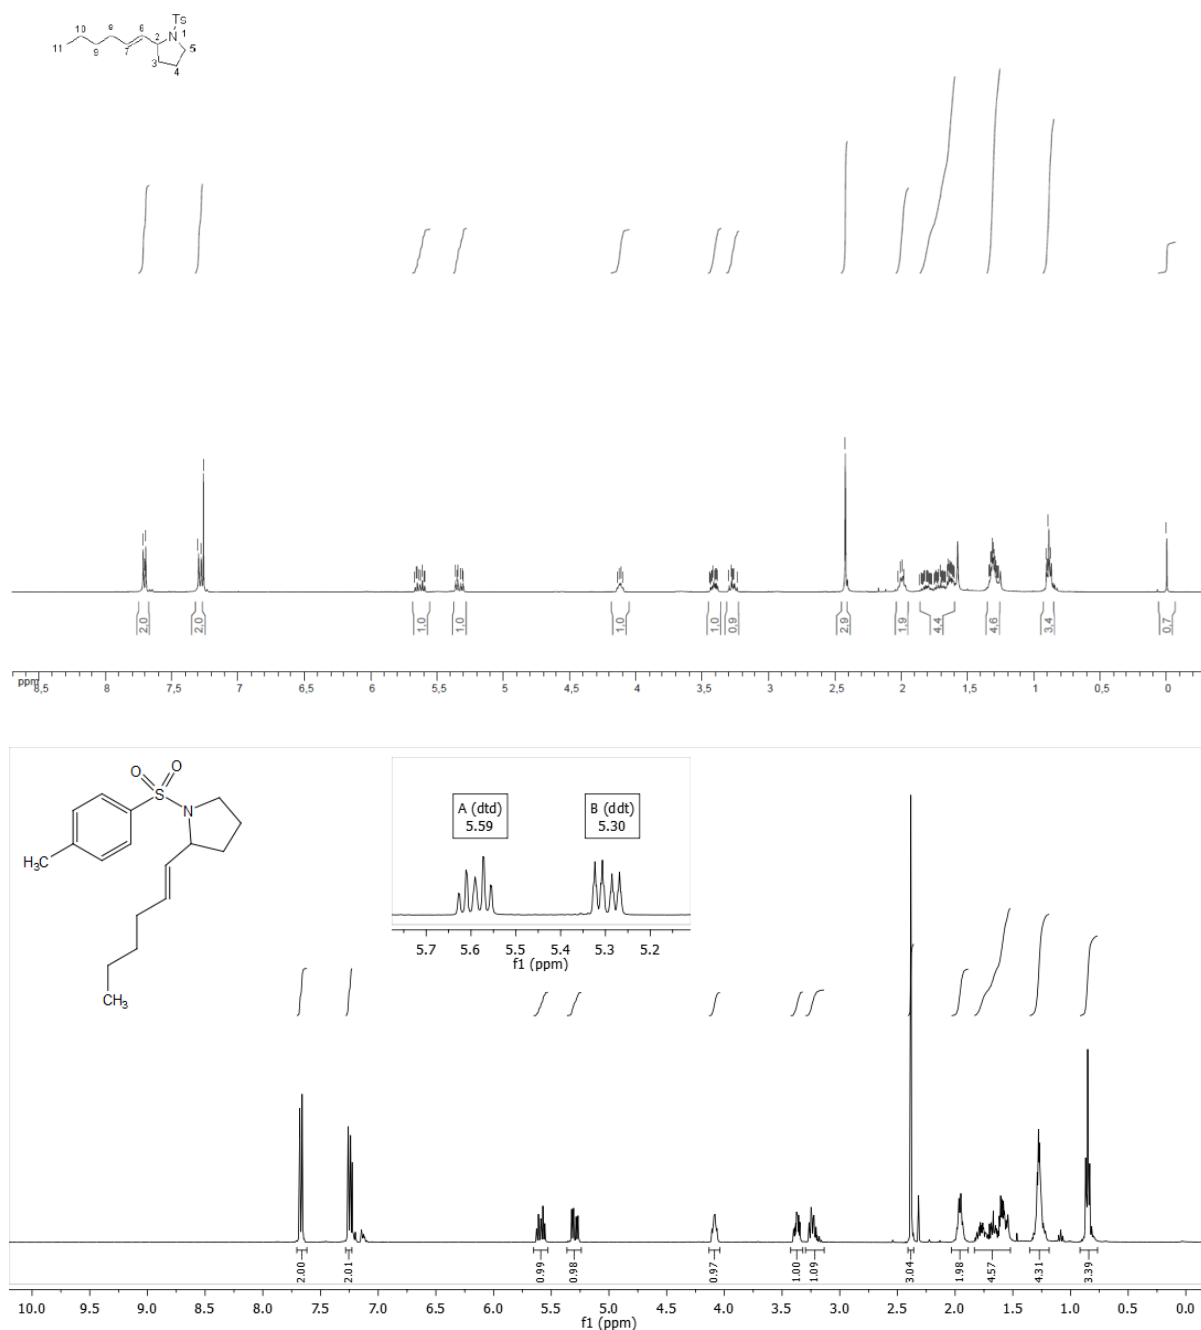 Ts
10 8 6 N
11 9 7 2 1 5
3 4
2.0 2.0 1.0 1.0 1.0 1.0 0.9 2.9 1.9 4.4 4.6 3.4 0.7
ppm 8,5 8 7,5 7 6,5 6 5,5 5 4,5 4 3,5 3 2,5 2 1,5 1 0,5 0
O O
S
N
H₃C
CH₃
A (dtd)
5.59
B (ddt)
5.30
5.7 5.6 5.5 5.4 5.3 5.2
f1 (ppm)
2.00 2.01 0.99 0.98 0.97 1.00 1.09 3.04 1.98 4.57 4.31 3.39
10.0 9.5 9.0 8.5 8.0 7.5 7.0 6.5 6.0 5.5 5.0 4.5 4.0 3.5 3.0 2.5 2.0 1.5 1.0 0.5 0.0
f1 (ppm)